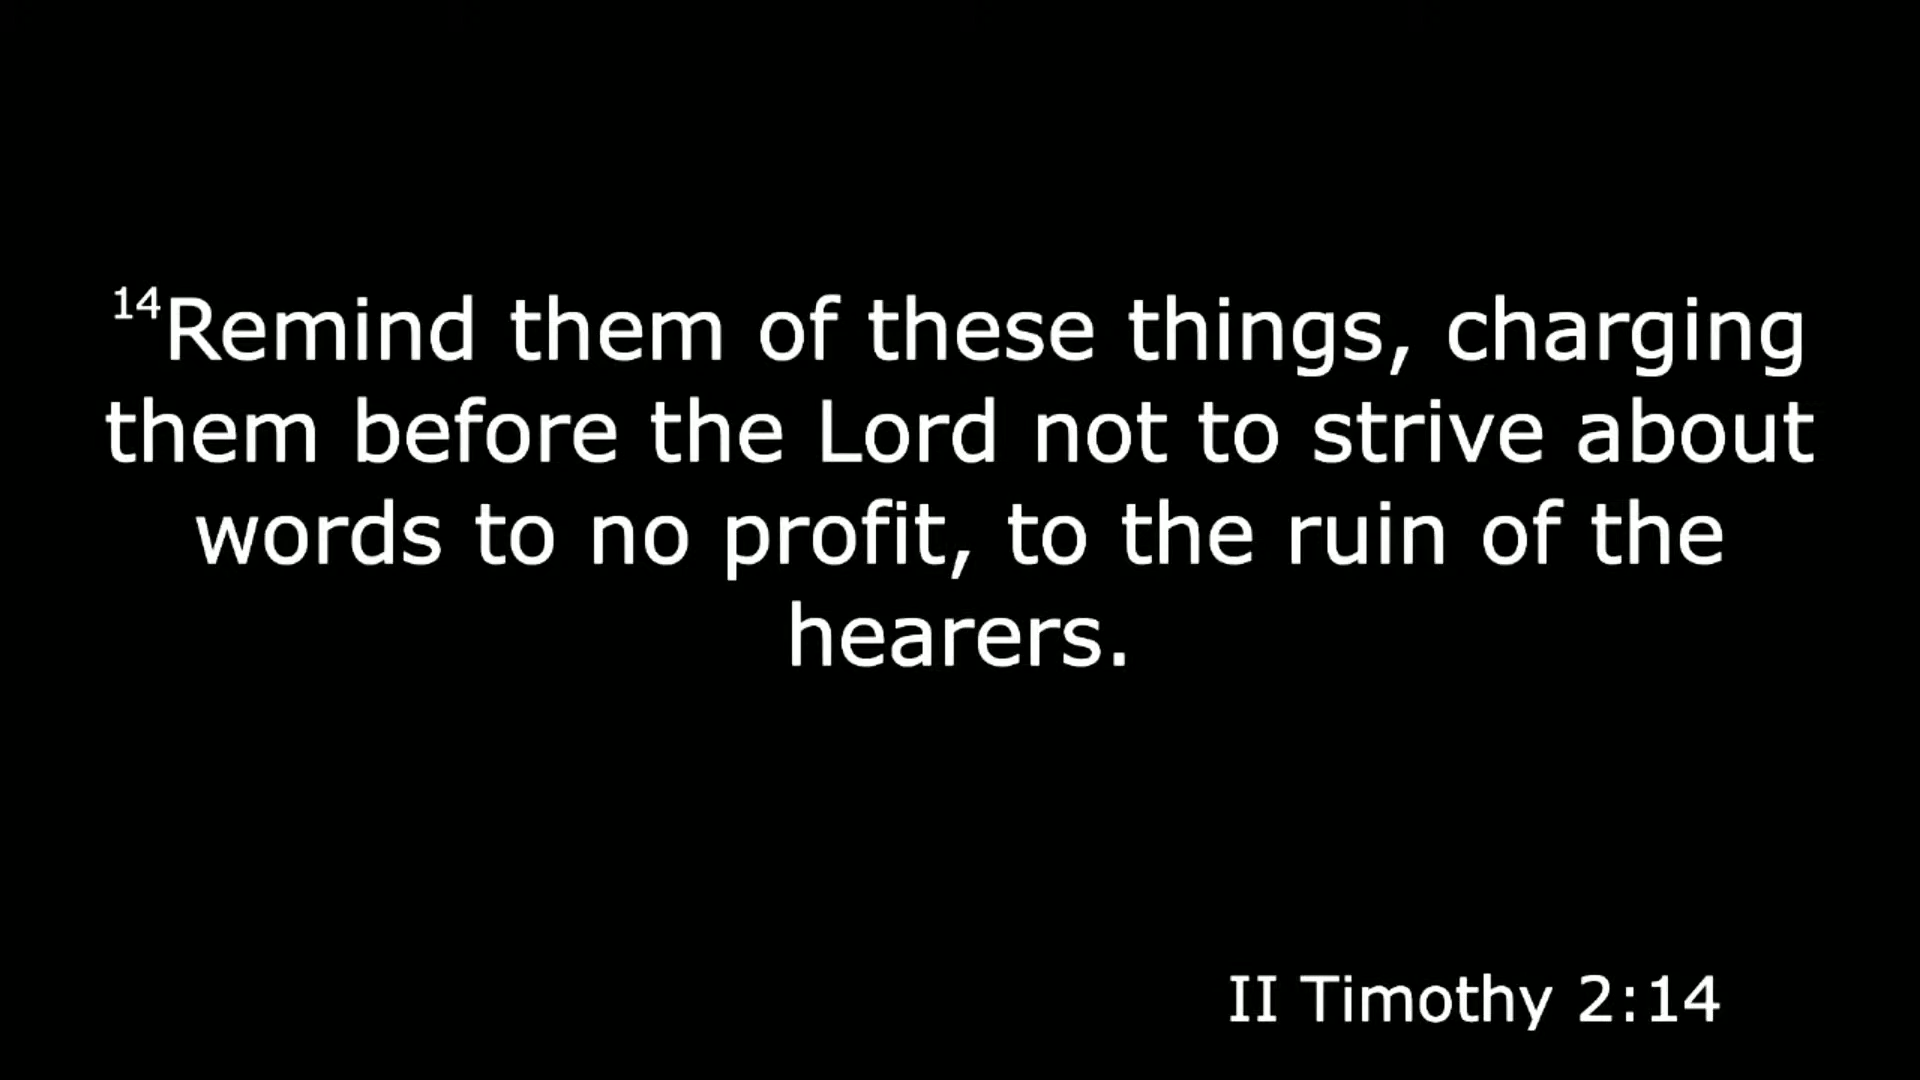 ¹⁴Remind them of these things, charging
them before the Lord not to strive about
words to no profit, to the ruin of the
hearers.
II Timothy 2:14